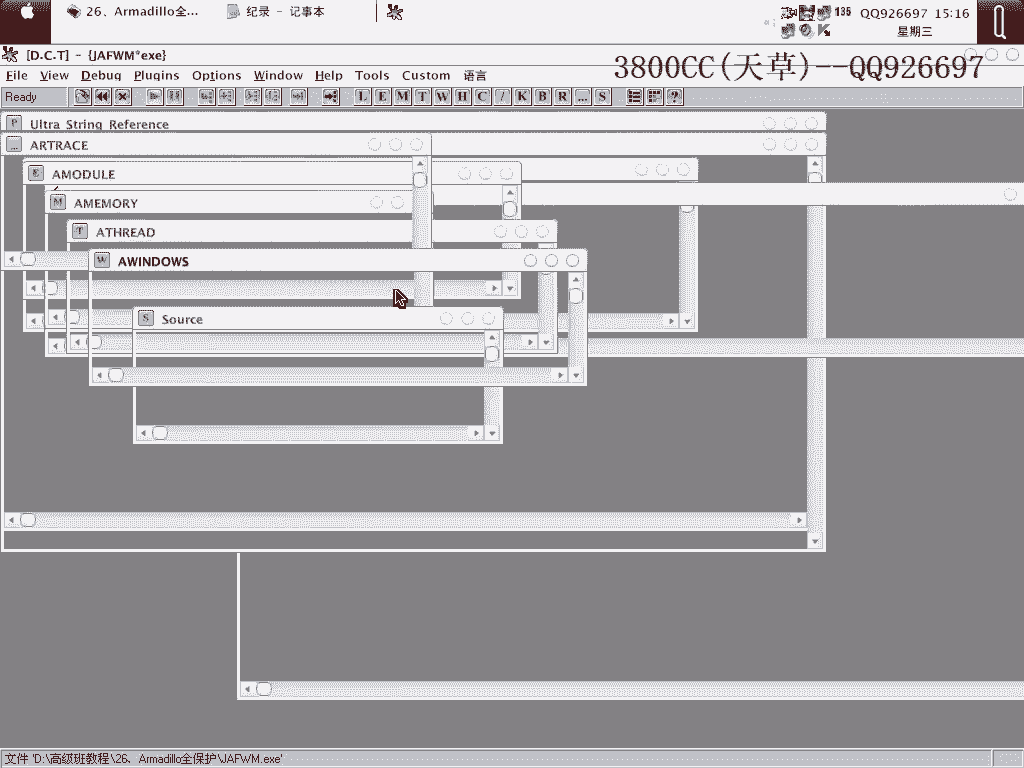 26、Armadillo全... 纪录 - 记事本 135 QQ926697 15:16
星期三
[D.C.T] - {JAFWM*exe}
File View Debug Plugins Options Window Help Tools Custom 语言
3800CC(天草)--QQ926697
Ready L E M T W H C / K B R ... S ?
P Ultra String Reference
... ARTRACE
E AMODULE
M AMEMORY
T ATHREAD
W AWINDOWS
S Source
文件 'D:\高级班教程\26、Armadillo全保护\JAFWM.exe'